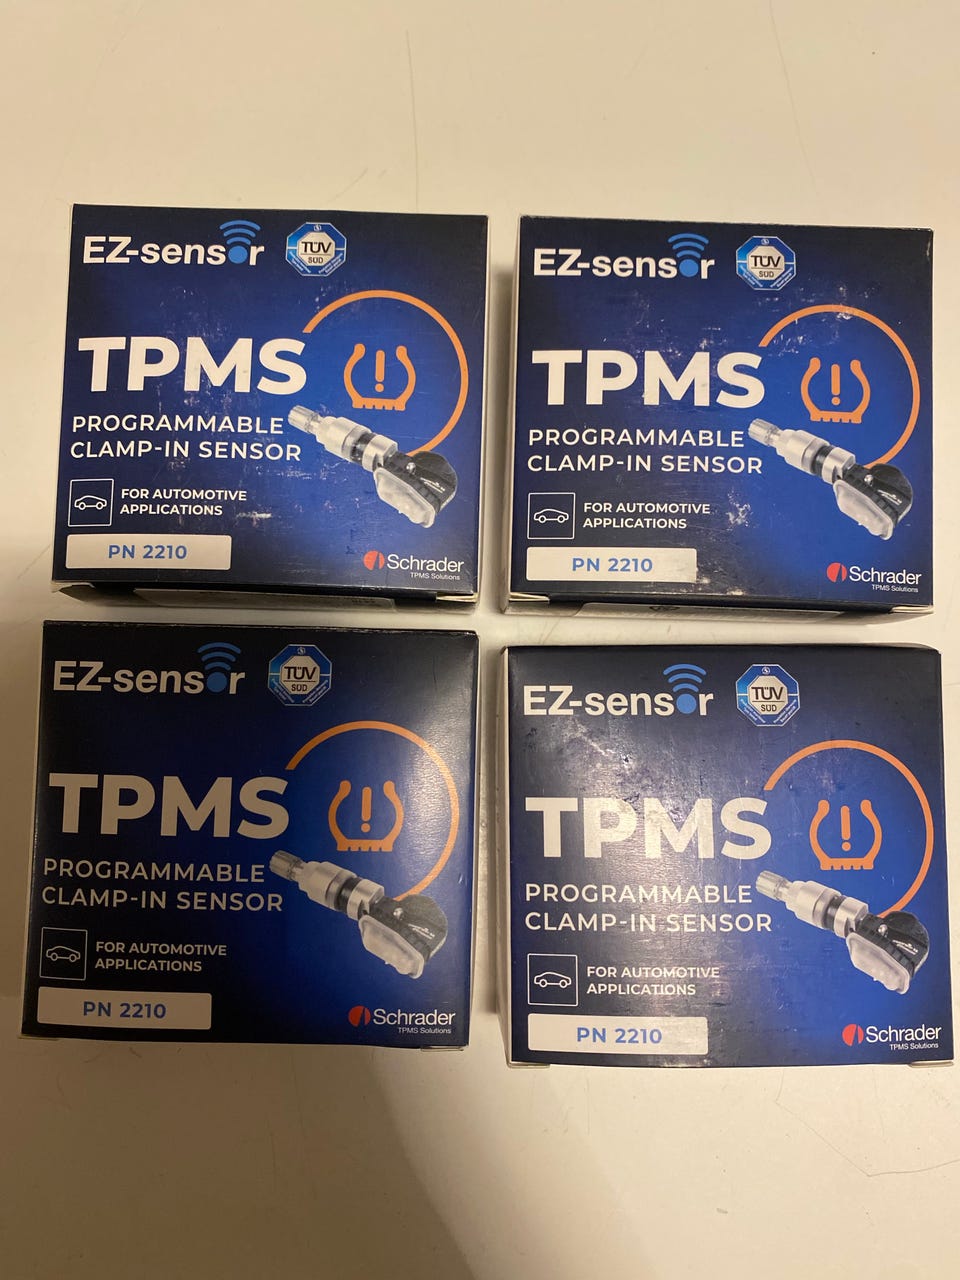 EZ-sensor
TÜV
SÜD
TPMS
PROGRAMMABLE
CLAMP-IN SENSOR
FOR AUTOMOTIVE
APPLICATIONS
PN 2210
Schrader
TPMS Solutions
EZ-sensor
TÜV
SÜD
TPMS
PROGRAMMABLE
CLAMP-IN SENSOR
FOR AUTOMOTIVE
APPLICATIONS
PN 2210
Schrader
TPMS Solutions
EZ-sensor
TÜV
SÜD
TPMS
PROGRAMMABLE
CLAMP-IN SENSOR
FOR AUTOMOTIVE
APPLICATIONS
PN 2210
Schrader
TPMS Solutions
EZ-sensor
TÜV
SÜD
TPMS
PROGRAMMABLE
CLAMP-IN SENSOR
FOR AUTOMOTIVE
APPLICATIONS
PN 2210
Schrader
TPMS Solutions